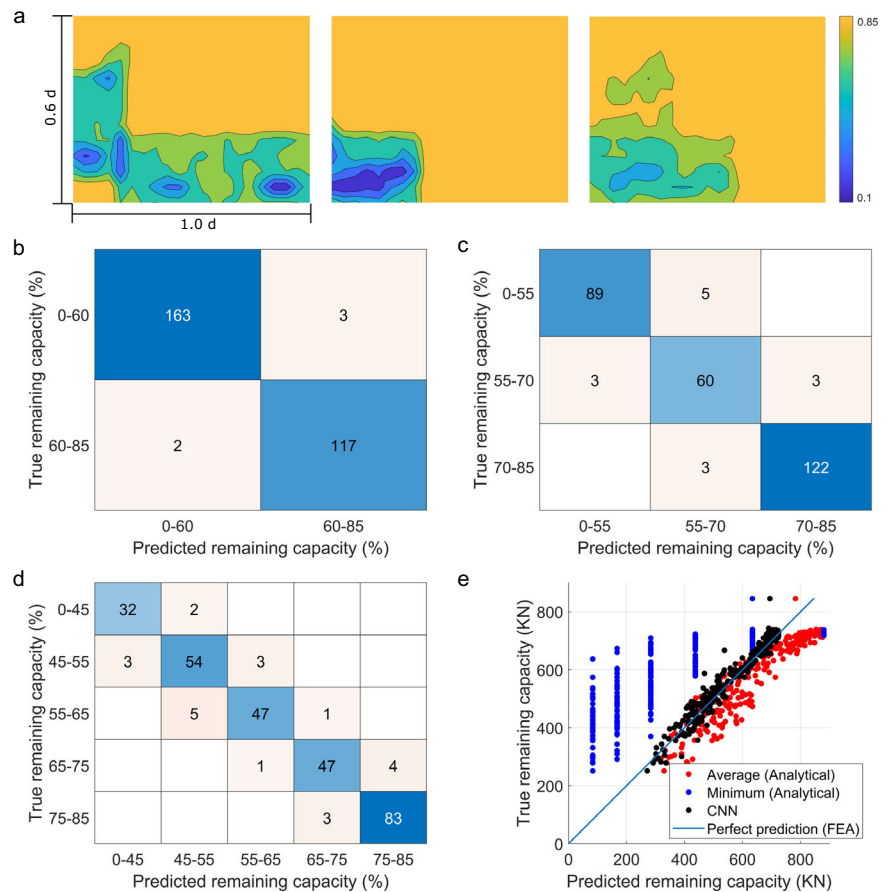 a
0.85
0.6 d
0.1
1.0 d
b
True remaining capacity (%)
0-60
163
3
60-85
2
117
0-60
60-85
Predicted remaining capacity (%)
c
True remaining capacity (%)
0-55
89
5
55-70
3
60
3
70-85
3
122
0-55
55-70
70-85
Predicted remaining capacity (%)
d
True remaining capacity (%)
0-45
32
2
45-55
3
54
3
55-65
5
47
1
65-75
1
47
4
75-85
3
83
0-45
45-55
55-65
65-75
75-85
Predicted remaining capacity (%)
e
True remaining capacity (KN)
800
600
400
200
0
Average (Analytical)
Minimum (Analytical)
CNN
Perfect prediction (FEA)
0
200
400
600
800
Predicted remaining capacity (KN)